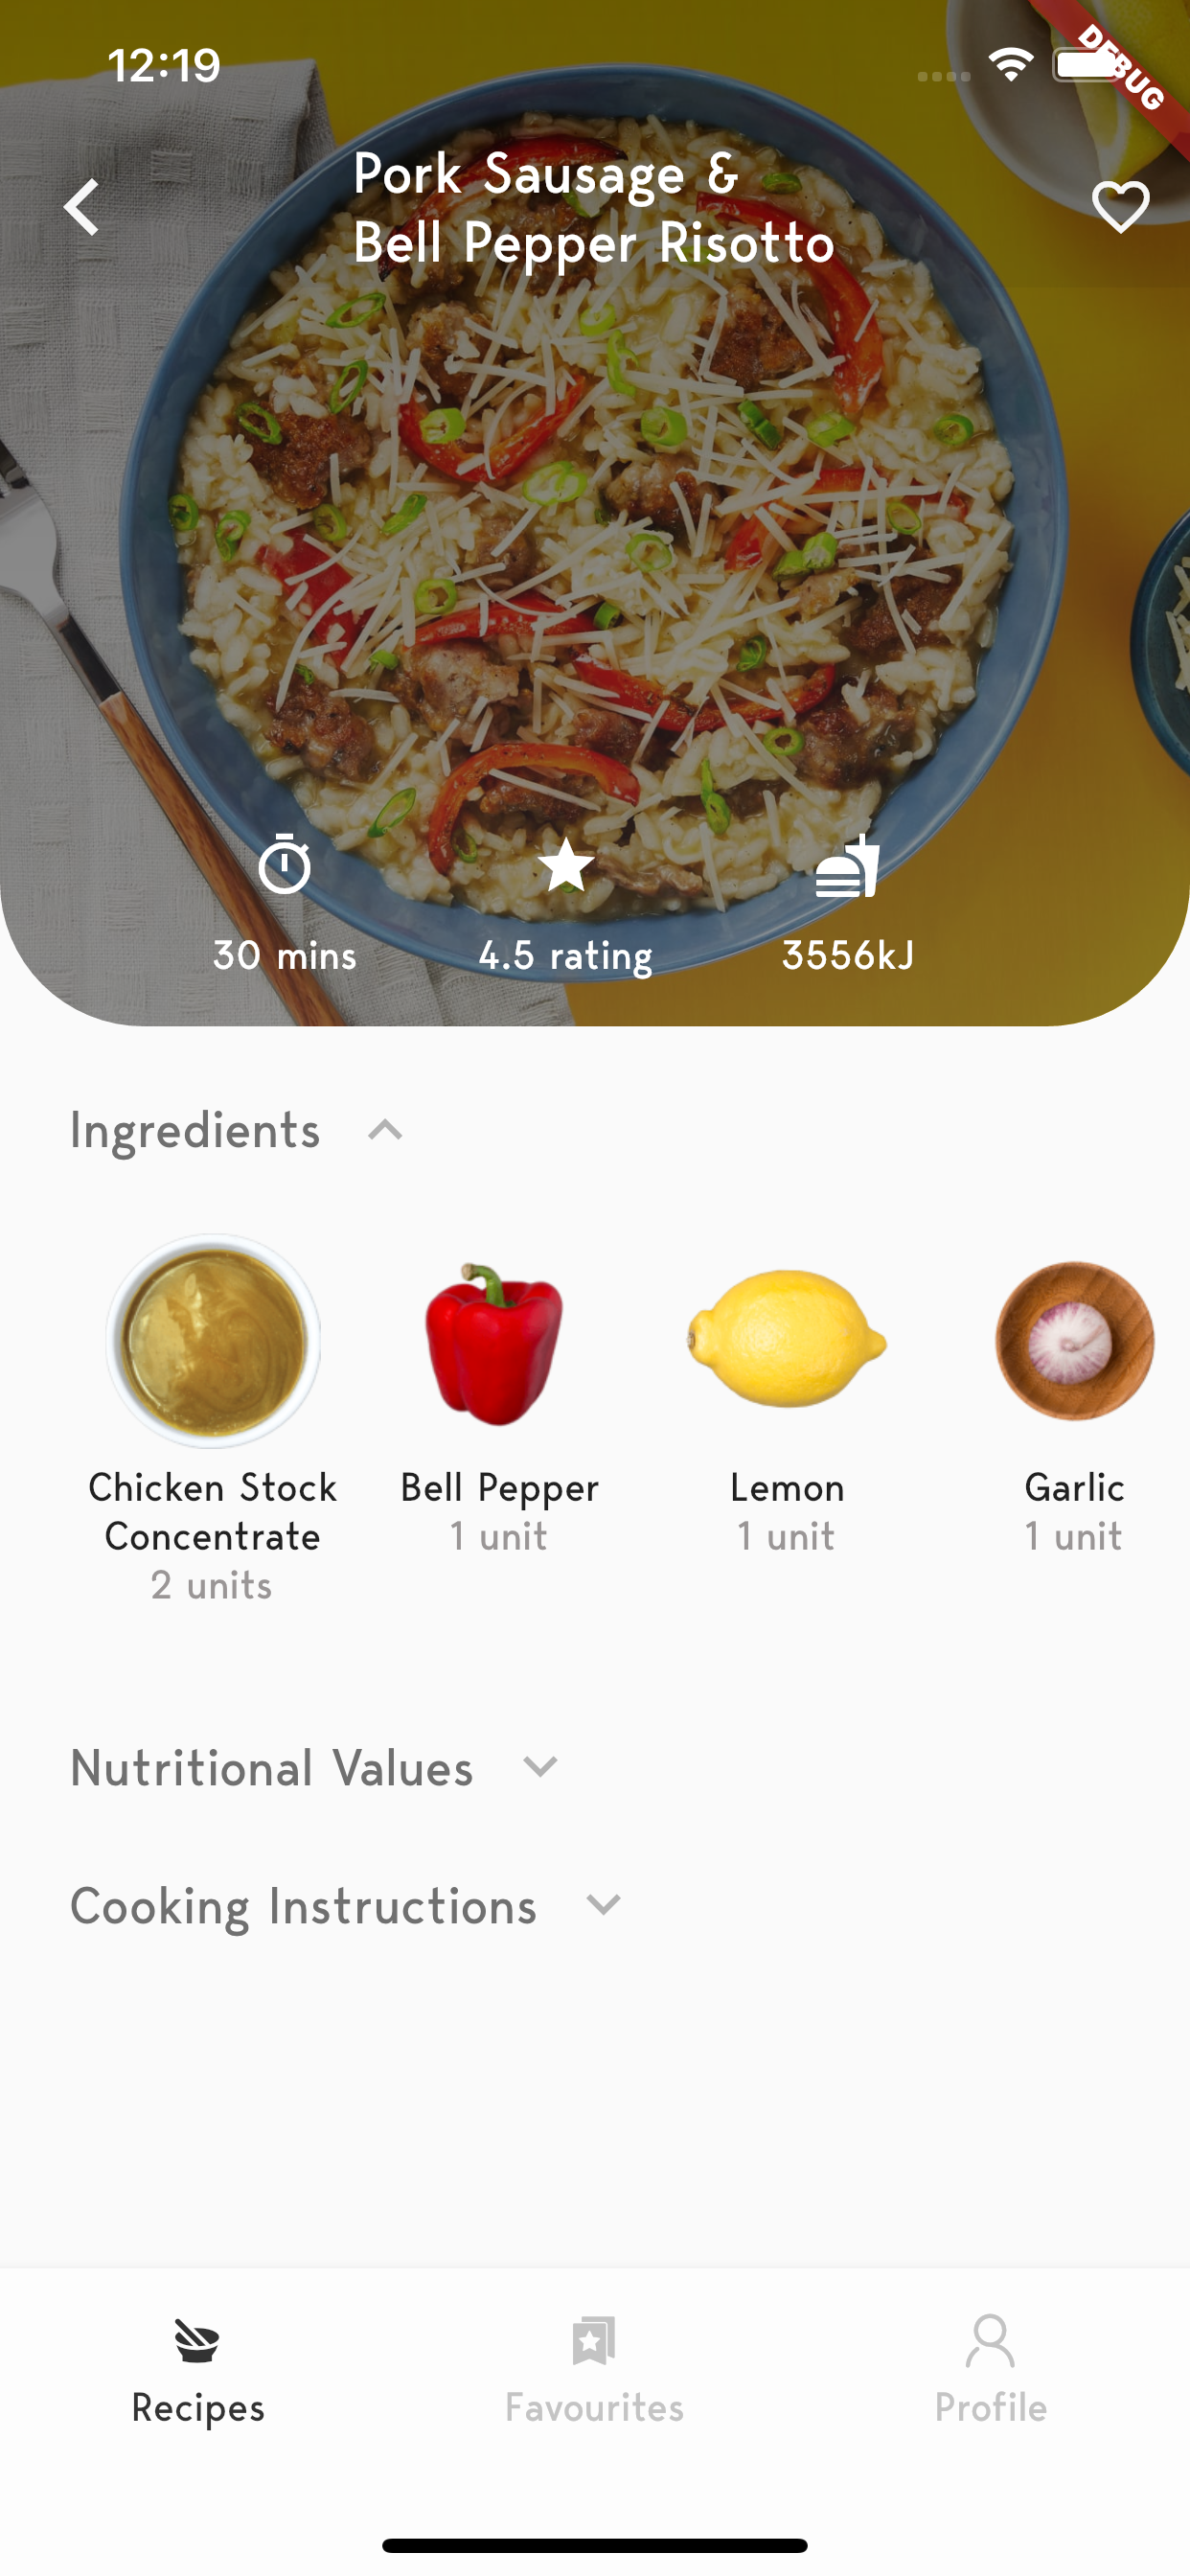 12:19
DEBUG
Pork Sausage &
Bell Pepper Risotto
30 mins
4.5 rating
3556kJ
Ingredients
Chicken Stock
Concentrate
2 units
Bell Pepper
1 unit
Lemon
1 unit
Garlic
1 unit
Nutritional Values
Cooking Instructions
Recipes
Favourites
Profile